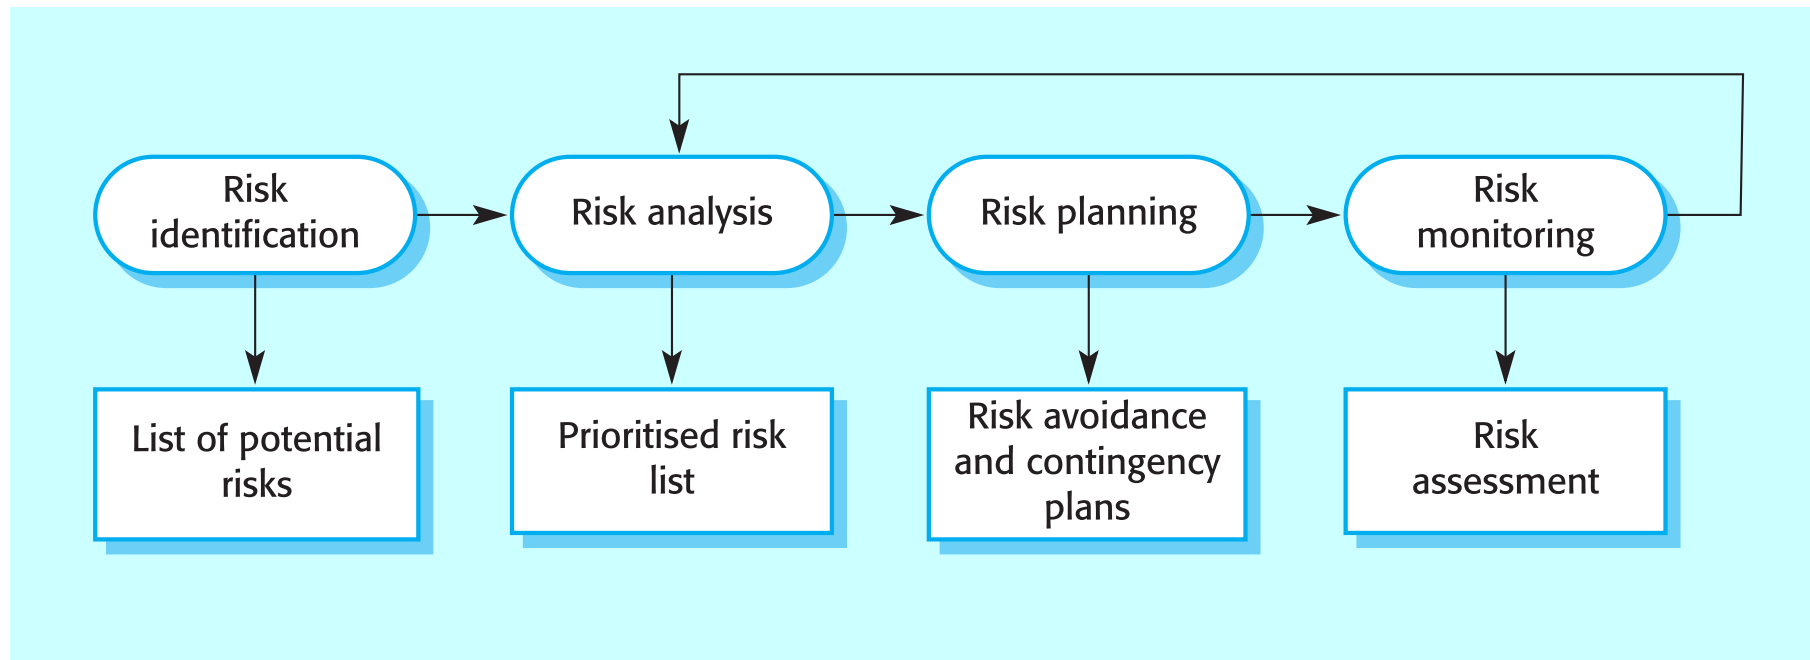 Risk
identification
Risk analysis
Risk planning
Risk
monitoring
List of potential
risks
Prioritised risk
list
Risk avoidance
and contingency
plans
Risk
assessment